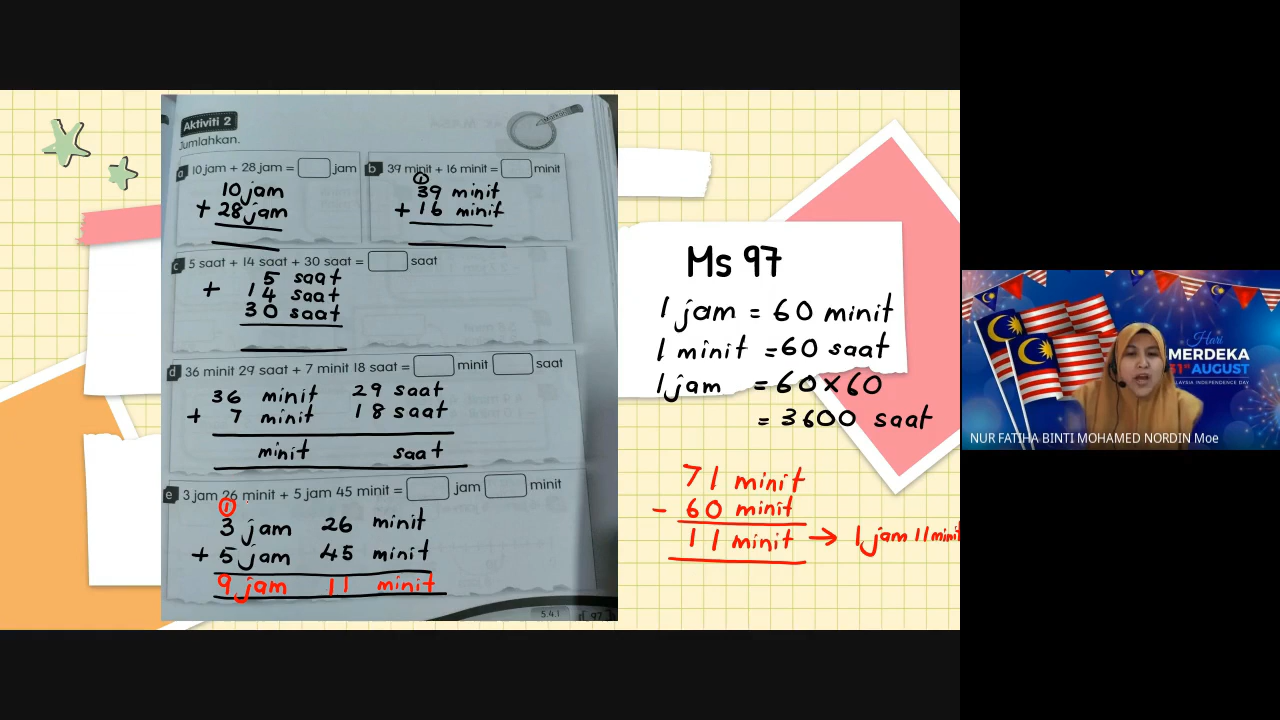 Aktiviti 2
Jumlahkan.
a 10 jam + 28 jam = jam
10 jam
+ 28 jam
b 39 minit + 16 minit = minit
1
39 minit
+ 16 minit
c 5 saat + 14 saat + 30 saat = saat
5 saat
+ 14 saat
30 saat
d 36 minit 29 saat + 7 minit 18 saat = minit saat
36 minit 29 saat
+ 7 minit 18 saat
minit saat
e 3 jam 26 minit + 5 jam 45 minit = jam minit
1
3 jam 26 minit
+ 5 jam 45 minit
9 jam 11 minit
5.4.1
Ms 97
1 jam = 60 minit
1 minit = 60 saat
1 jam = 60 x 60
= 3600 saat
71 minit
- 60 minit
11 minit → 1 jam 11 minit
Hari
MERDEKA
31st AUGUST
MALAYSIA INDEPENDENCE DAY
NUR FATIHA BINTI MOHAMED NORDIN Moe